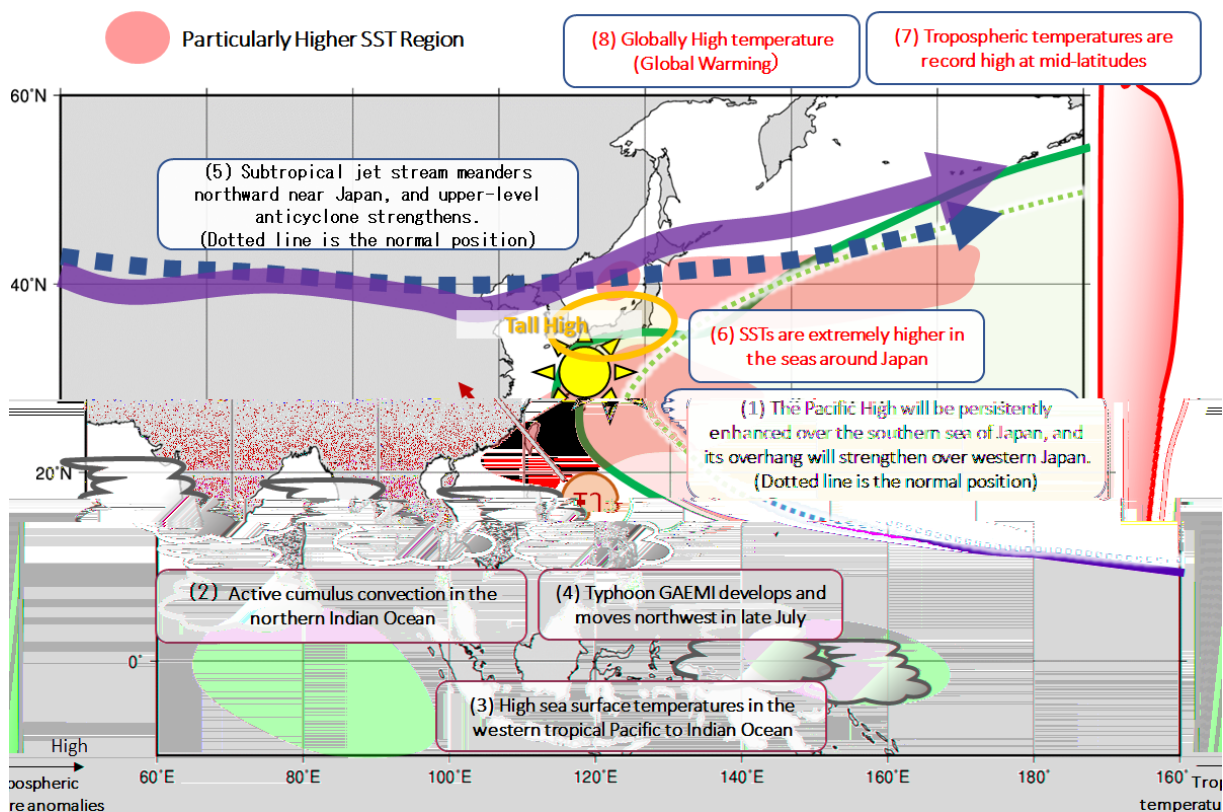 Particularly Higher SST Region
(8) Globally High temperature
(Global Warming)
(7) Tropospheric temperatures are
record high at mid-latitudes
60°N
(5) Subtropical jet stream meanders
northward near Japan, and upper-level
anticyclone strengthens.
(Dotted line is the normal position)
40°N
Tall High
(6) SSTs are extremely higher in
the seas around Japan
(1) The Pacific High will be persistently
enhanced over the southern sea of Japan, and
its overhang will strengthen over western Japan.
(Dotted line is the normal position)
20°N
(2) Active cumulus convection in the
northern Indian Ocean
(4) Typhoon GAEMI develops and
moves northwest in late July
0°
(3) High sea surface temperatures in the
western tropical Pacific to Indian Ocean
High
60°E 80°E 100°E 120°E 140°E 160°E 180° 160°
pospheric
re anomalies
Trop
temperatu